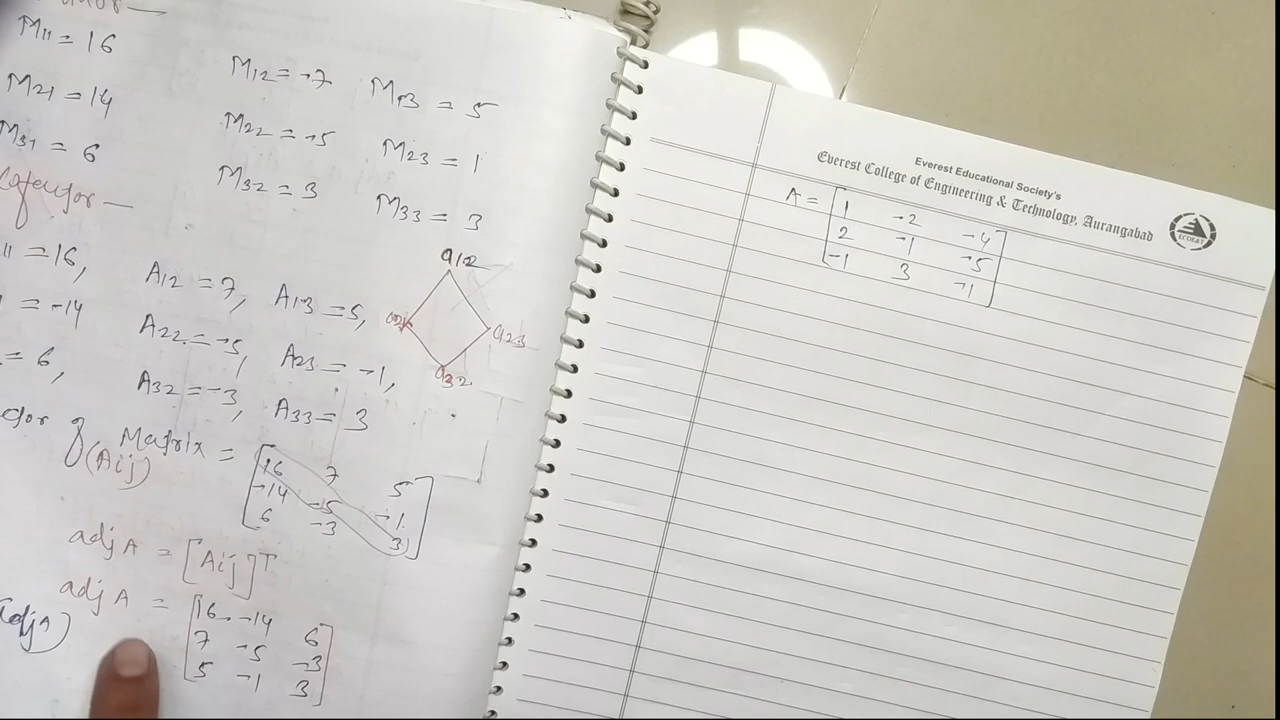 M11 = 16
M12 = -7 M13 = 5
M21 = 14
M22 = -5 M23 = 1
M31 = 6
M32 = 3 M33 = 3
11 = 16, A12 = 7, A13 = 5,
= -14 A22 = -5, A23 = -1,
= 6, A32 = -3, A33 = 3
a12
a23
a32
Matrix = [16 7 5
(Aij) -14 -5 -1
6 -3 3]
adj A = [Aij]T
adj A = [16 -14 6
7 -5 -3
5 -1 3]
Everest Educational Society's
Everest College of Engineering & Technology, Aurangabad
ECOE&T
A = [1 -2 -4
2 -1 -5
-1 3 -1]